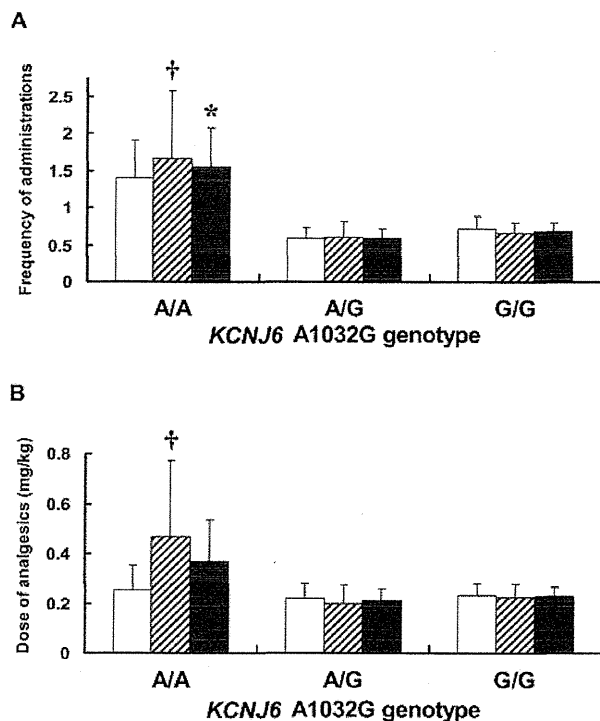 A
Frequency of administrations
2.5
2
1.5
1
0.5
0
†
*
A/A A/G G/G
KCNJ6 A1032G genotype
B
Dose of analgesics (mg/kg)
0.8
0.6
0.4
0.2
0
†
A/A A/G G/G
KCNJ6 A1032G genotype